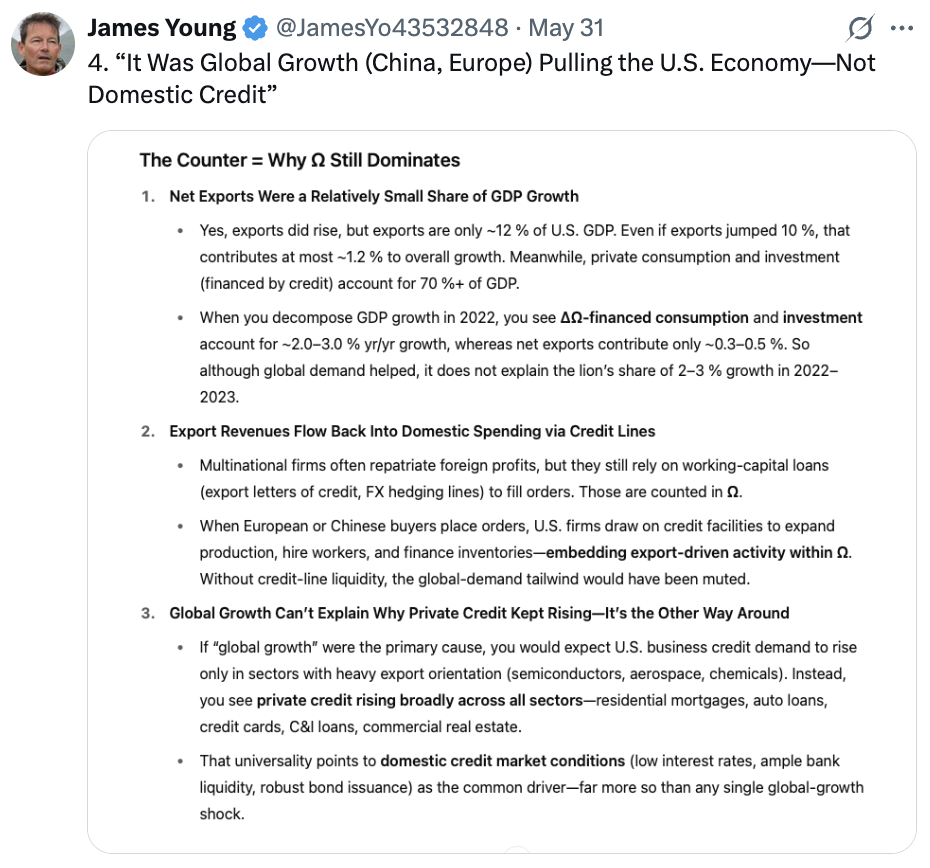 James Young @JamesYo43532848 · May 31
4. “It Was Global Growth (China, Europe) Pulling the U.S. Economy—Not
Domestic Credit”
The Counter = Why Ω Still Dominates
1. Net Exports Were a Relatively Small Share of GDP Growth
• Yes, exports did rise, but exports are only ~12 % of U.S. GDP. Even if exports jumped 10 %, that
contributes at most ~1.2 % to overall growth. Meanwhile, private consumption and investment
(financed by credit) account for 70 %+ of GDP.
• When you decompose GDP growth in 2022, you see ΔΩ-financed consumption and investment
account for ~2.0–3.0 % yr/yr growth, whereas net exports contribute only ~0.3–0.5 %. So
although global demand helped, it does not explain the lion’s share of 2–3 % growth in 2022–
2023.
2. Export Revenues Flow Back Into Domestic Spending via Credit Lines
• Multinational firms often repatriate foreign profits, but they still rely on working-capital loans
(export letters of credit, FX hedging lines) to fill orders. Those are counted in Ω.
• When European or Chinese buyers place orders, U.S. firms draw on credit facilities to expand
production, hire workers, and finance inventories—embedding export-driven activity within Ω.
Without credit-line liquidity, the global-demand tailwind would have been muted.
3. Global Growth Can’t Explain Why Private Credit Kept Rising—It’s the Other Way Around
• If “global growth” were the primary cause, you would expect U.S. business credit demand to rise
only in sectors with heavy export orientation (semiconductors, aerospace, chemicals). Instead,
you see private credit rising broadly across all sectors—residential mortgages, auto loans,
credit cards, C&I loans, commercial real estate.
• That universality points to domestic credit market conditions (low interest rates, ample bank
liquidity, robust bond issuance) as the common driver—far more so than any single global-growth
shock.